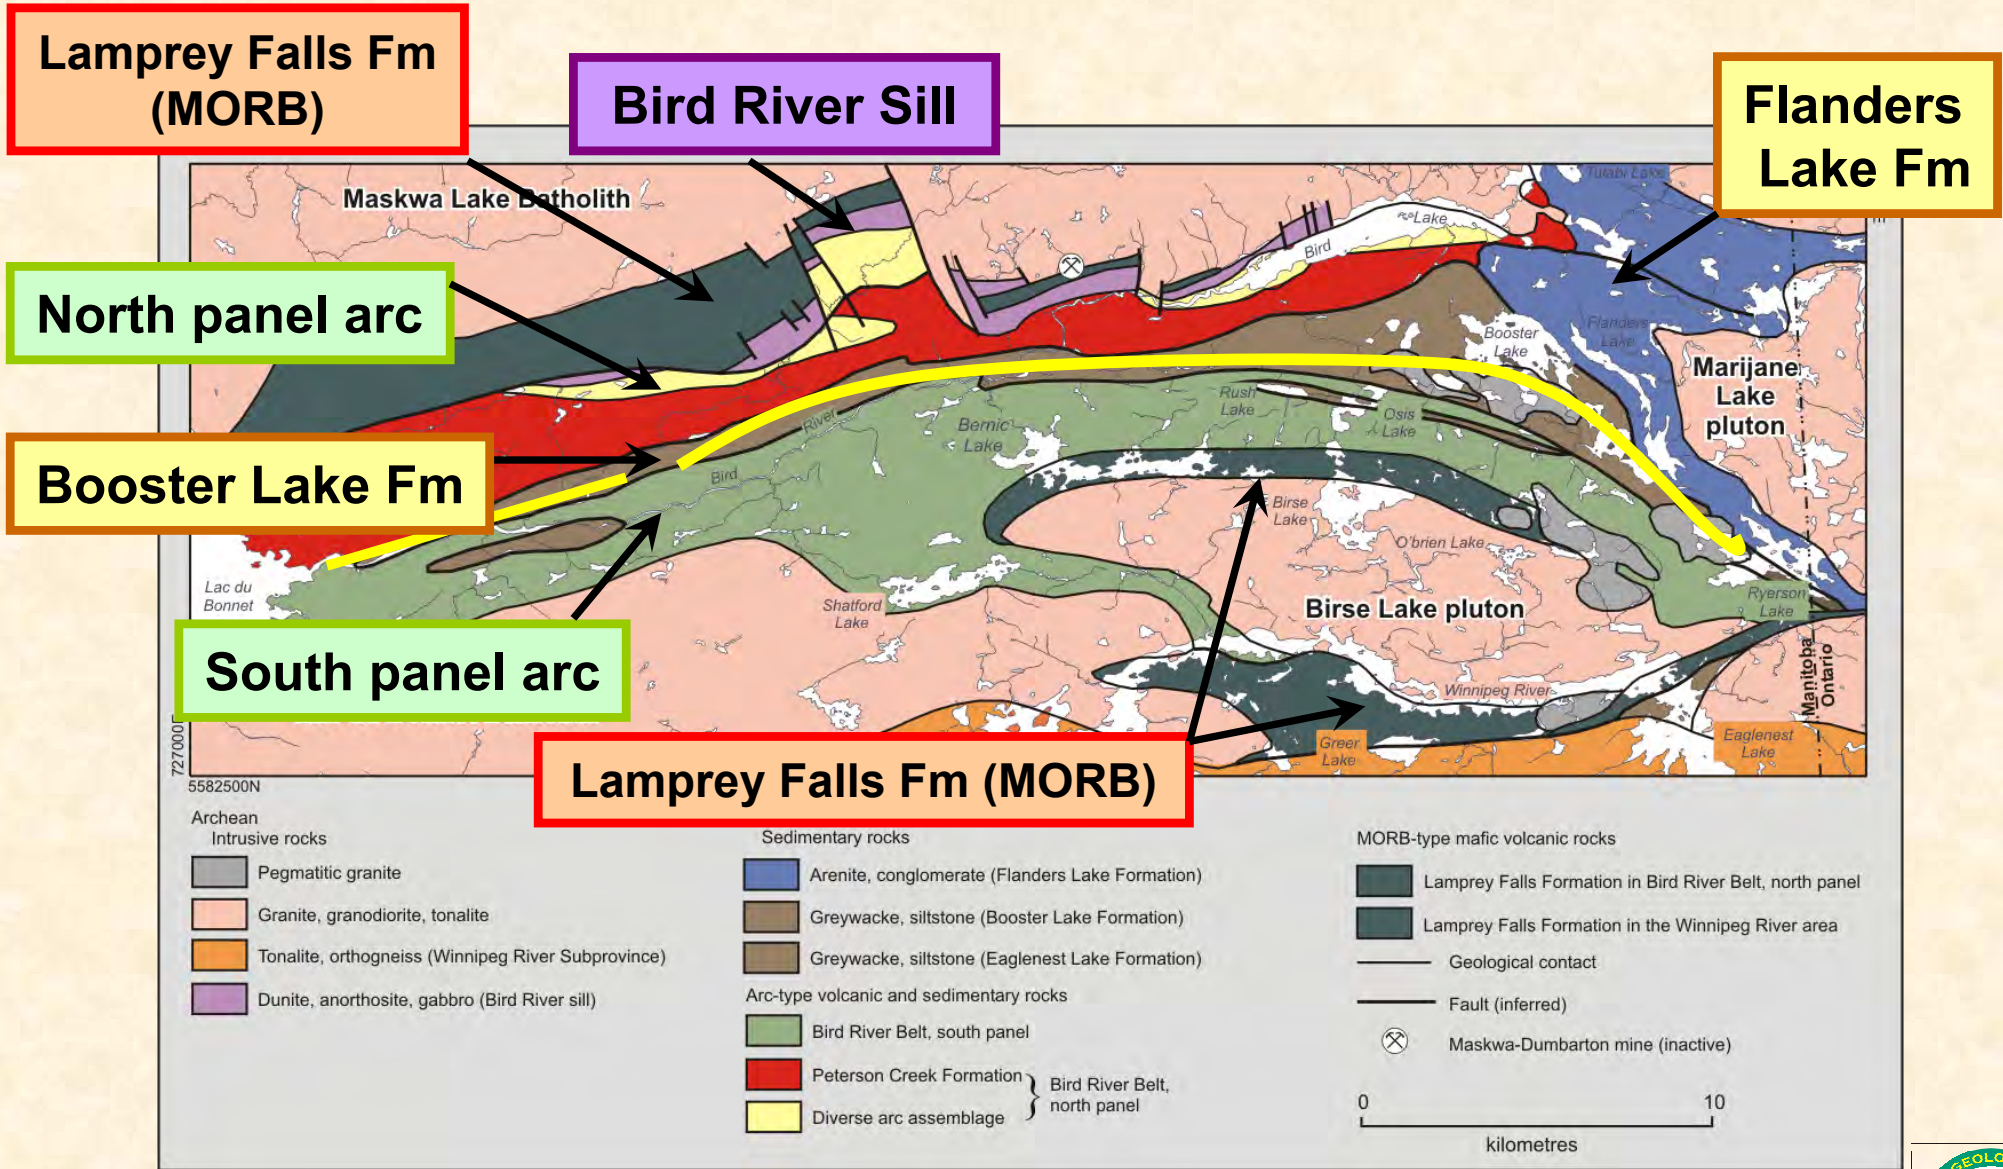 Lamprey Falls Fm
(MORB)
Bird River Sill
Flanders
Lake Fm
Maskwa Lake Batholith
Tulabi Lake
Lake
Bird
North panel arc
Booster
Lake
Flanders
Lake
Marijane
Lake
pluton
River
Bernic
Lake
Rush
Lake
Osis
Lake
Booster Lake Fm
Bird
Birse
Lake
O'brien Lake
Lac du
Bonnet
Shatford
Lake
Birse Lake pluton
Ryerson
Lake
South panel arc
Winnipeg River
Manitoba
Ontario
Greer
Lake
Eaglenest
Lake
Lamprey Falls Fm (MORB)
727000E
5582500N
Archean
Intrusive rocks
Pegmatitic granite
Granite, granodiorite, tonalite
Tonalite, orthogneiss (Winnipeg River Subprovince)
Dunite, anorthosite, gabbro (Bird River sill)
Sedimentary rocks
Arenite, conglomerate (Flanders Lake Formation)
Greywacke, siltstone (Booster Lake Formation)
Greywacke, siltstone (Eaglenest Lake Formation)
Arc-type volcanic and sedimentary rocks
Bird River Belt, south panel
Peterson Creek Formation
Diverse arc assemblage
Bird River Belt,
north panel
MORB-type mafic volcanic rocks
Lamprey Falls Formation in Bird River Belt, north panel
Lamprey Falls Formation in the Winnipeg River area
Geological contact
Fault (inferred)
Maskwa-Dumbarton mine (inactive)
0 10
kilometres